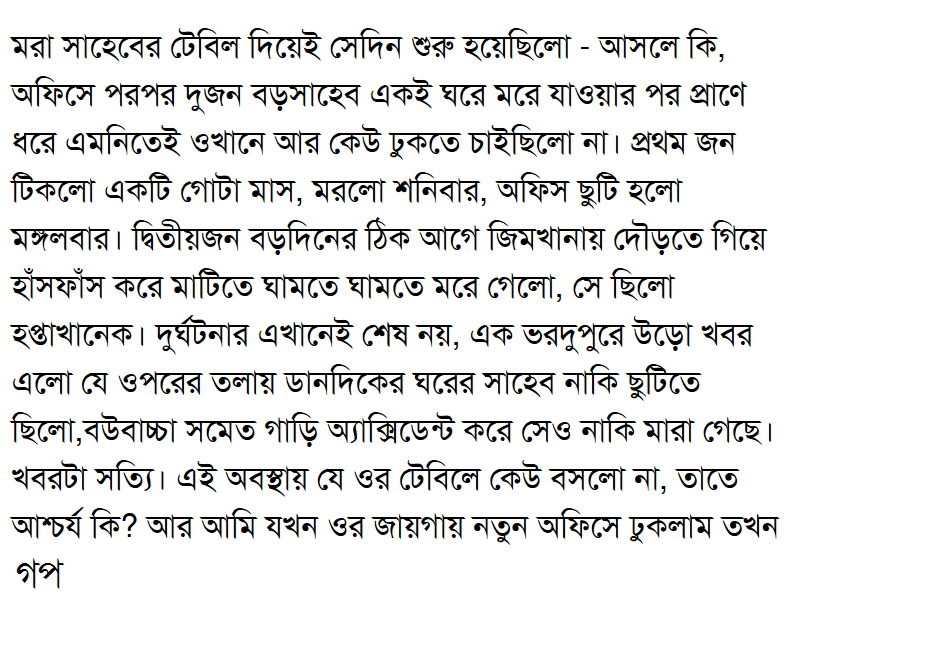 মরা সাহেবের টেবিল দিয়েই সেদিন শুরু হয়েছিলো - আসলে কি,
অফিসে পরপর দুজন বড়সাহেব একই ঘরে মরে যাওয়ার পর প্রাণে
ধরে এমনিতেই ওখানে আর কেউ ঢুকতে চাইছিলো না। প্রথম জন
টিকলো একটি গোটা মাস, মরলো শনিবার, অফিস ছুটি হলো
মঙ্গলবার। দ্বিতীয়জন বড়দিনের ঠিক আগে জিমখানায় দৌড়তে গিয়ে
হাঁসফাঁস করে মাটিতে ঘামতে ঘামতে মরে গেলো, সে ছিলো
হপ্তাখানেক। দুর্ঘটনার এখানেই শেষ নয়, এক ভরদুপুরে উড়ো খবর
এলো যে ওপরের তলায় ডানদিকের ঘরের সাহেব নাকি ছুটিতে
ছিলো,বউবাচ্চা সমেত গাড়ি অ্যাক্সিডেন্ট করে সেও নাকি মারা গেছে।
খবরটা সত্যি। এই অবস্থায় যে ওর টেবিলে কেউ বসলো না, তাতে
আশ্চর্য কি? আর আমি যখন ওর জায়গায় নতুন অফিসে ঢুকলাম তখন
গপ